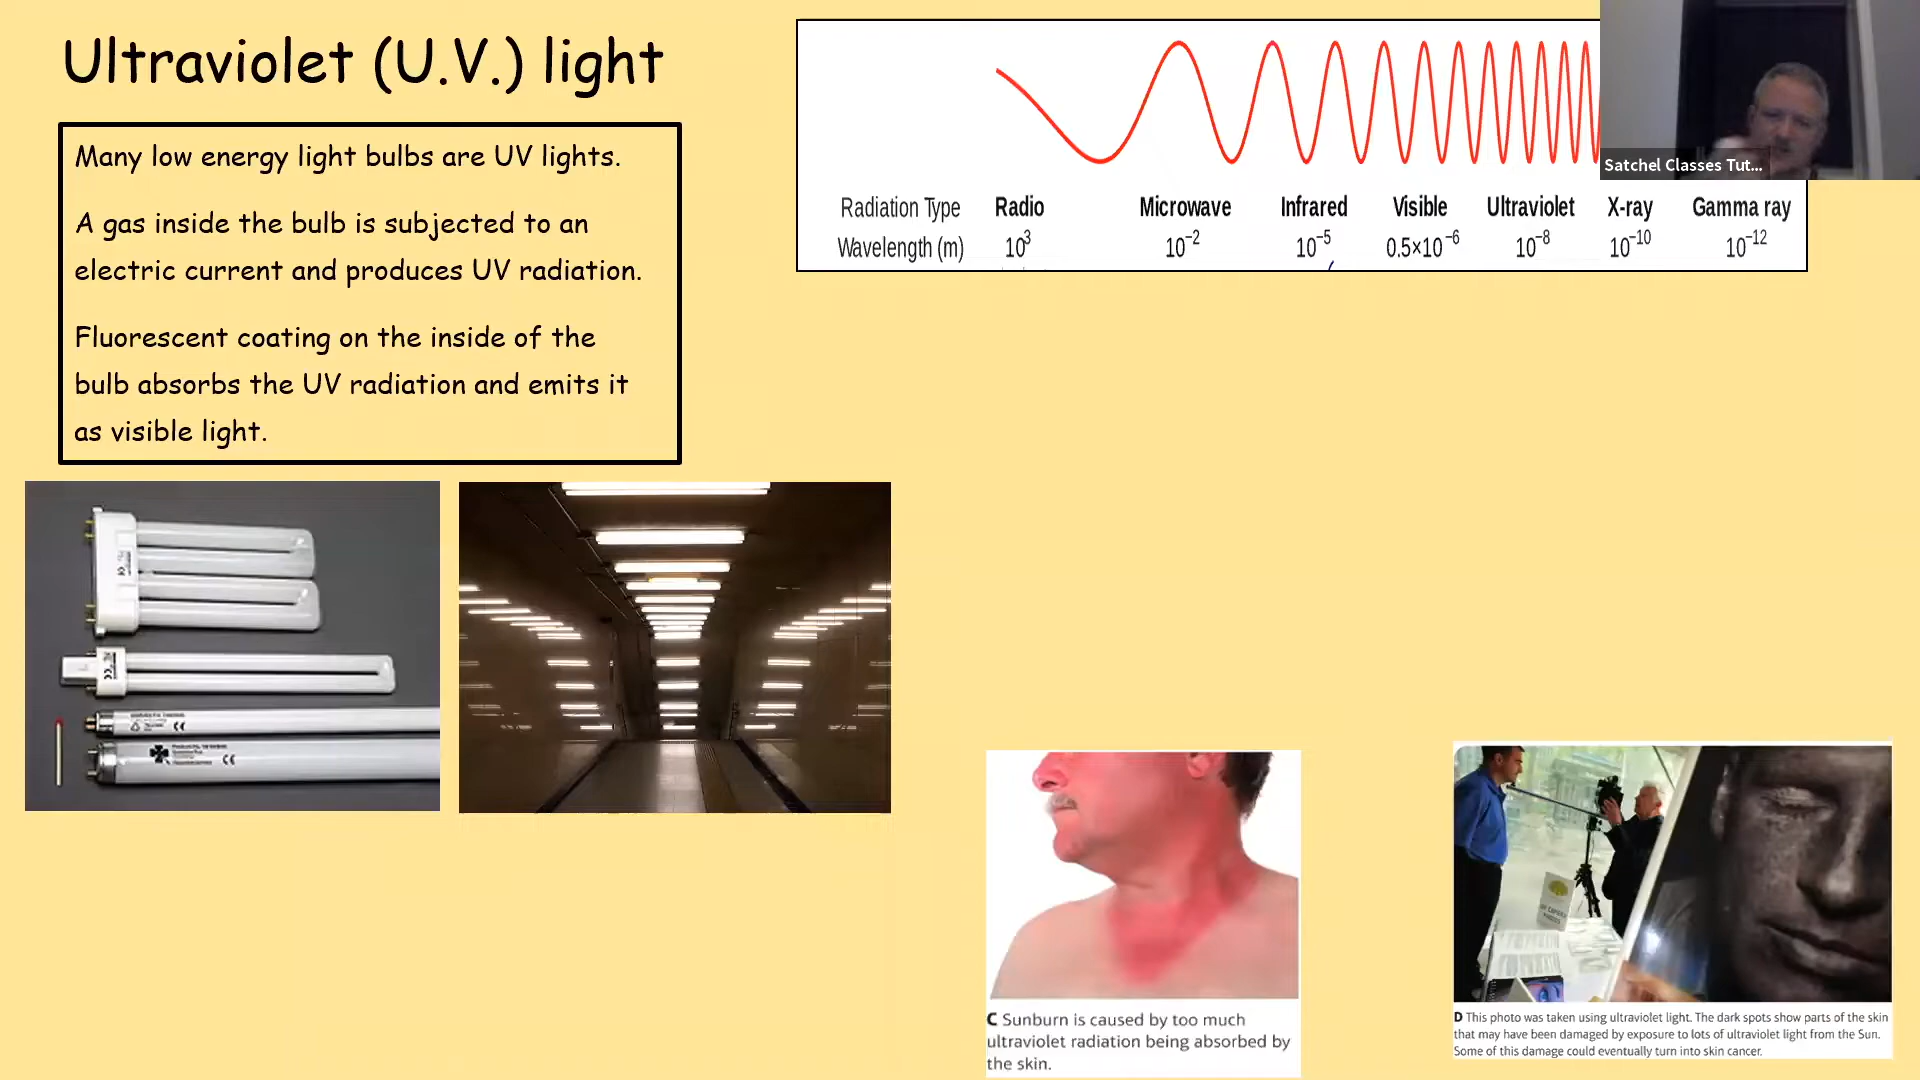 Ultraviolet (U.V.) light
Many low energy light bulbs are UV lights.
A gas inside the bulb is subjected to an
electric current and produces UV radiation.
Fluorescent coating on the inside of the
bulb absorbs the UV radiation and emits it
as visible light.
Satchel Classes Tut...
Radiation Type Radio Microwave Infrared Visible Ultraviolet X-ray Gamma ray
Wavelength (m) 10³ 10⁻² 10⁻⁵ 0.5×10⁻⁶ 10⁻⁸ 10⁻¹⁰ 10⁻¹²
C Sunburn is caused by too much
ultraviolet radiation being absorbed by
the skin.
D This photo was taken using ultraviolet light. The dark spots show parts of the skin
that may have been damaged by exposure to lots of ultraviolet light from the Sun.
Some of this damage could eventually turn into skin cancer.